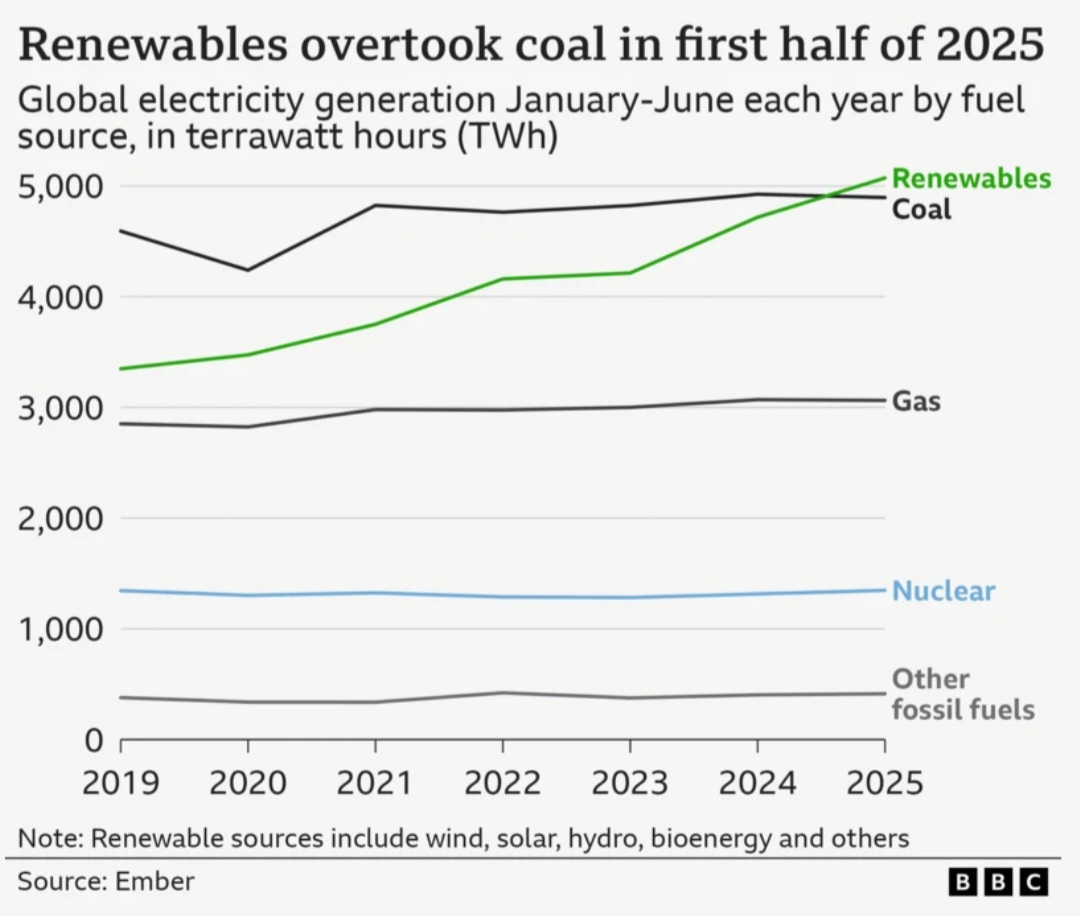 Renewables overtook coal in first half of 2025
Global electricity generation January-June each year by fuel
source, in terrawatt hours (TWh)
5,000
Renewables
Coal
4,000
3,000
Gas
2,000
Nuclear
1,000
Other
fossil fuels
0
2019 2020 2021 2022 2023 2024 2025
Note: Renewable sources include wind, solar, hydro, bioenergy and others
Source: Ember
BBC